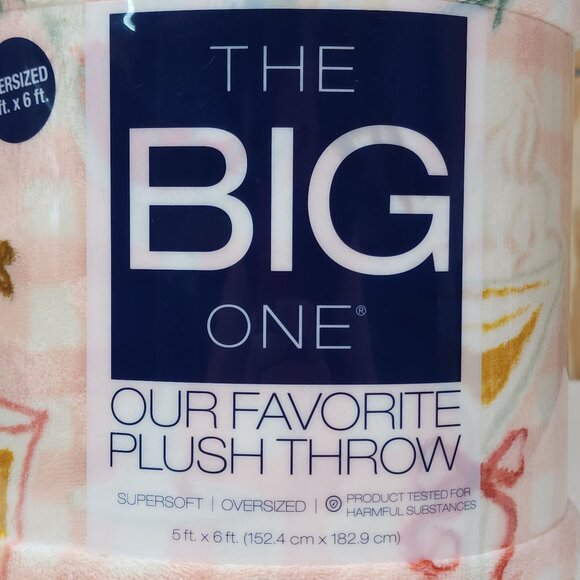 THE
BIG
ONE®
OUR FAVORITE
PLUSH THROW
SUPERSOFT | OVERSIZED | PRODUCT TESTED FOR
HARMFUL SUBSTANCES
5 ft. x 6 ft. (152.4 cm x 182.9 cm)
ERSIZED
ft. x 6 ft.